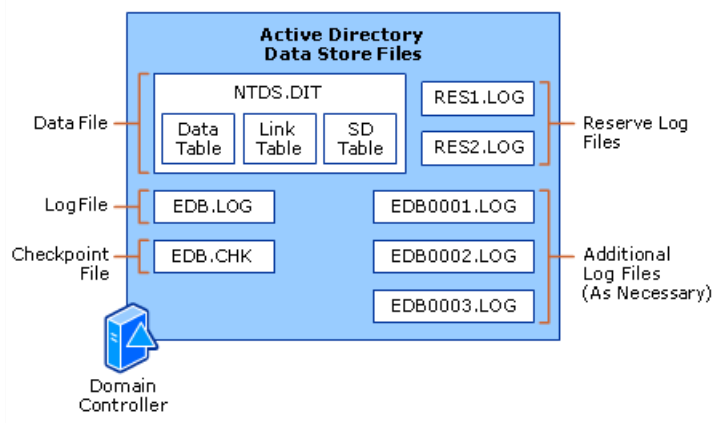 Active Directory
Data Store Files
Data File
NTDS.DIT
Data
Table
Link
Table
SD
Table
RES1.LOG
RES2.LOG
Reserve Log
Files
Log File
EDB.LOG
Checkpoint
File
EDB.CHK
EDB0001.LOG
EDB0002.LOG
EDB0003.LOG
Additional
Log Files
(As Necessary)
Domain
Controller